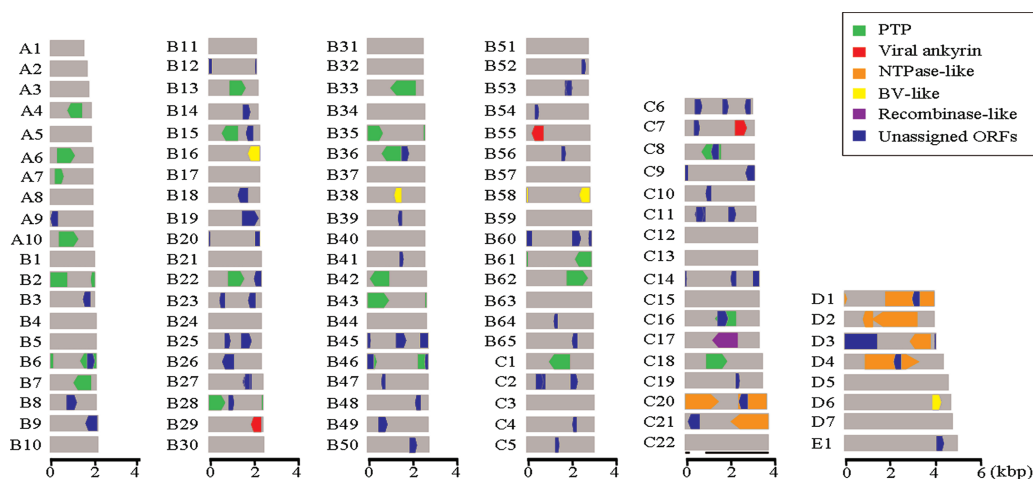 A1
A2
A3
A4
A5
A6
A7
A8
A9
A10
B1
B2
B3
B4
B5
B6
B7
B8
B9
B10
0 2 4
B11
B12
B13
B14
B15
B16
B17
B18
B19
B20
B21
B22
B23
B24
B25
B26
B27
B28
B29
B30
0 2 4
B31
B32
B33
B34
B35
B36
B37
B38
B39
B40
B41
B42
B43
B44
B45
B46
B47
B48
B49
B50
0 2 4
B51
B52
B53
B54
B55
B56
B57
B58
B59
B60
B61
B62
B63
B64
B65
C1
C2
C3
C4
C5
0 2 4
C6
C7
C8
C9
C10
C11
C12
C13
C14
C15
C16
C17
C18
C19
C20
C21
C22
0 2 4
D1
D2
D3
D4
D5
D6
D7
E1
0 2 4 6 (kbp)
PTP
Viral ankyrin
NTPase-like
BV-like
Recombinase-like
Unassigned ORFs